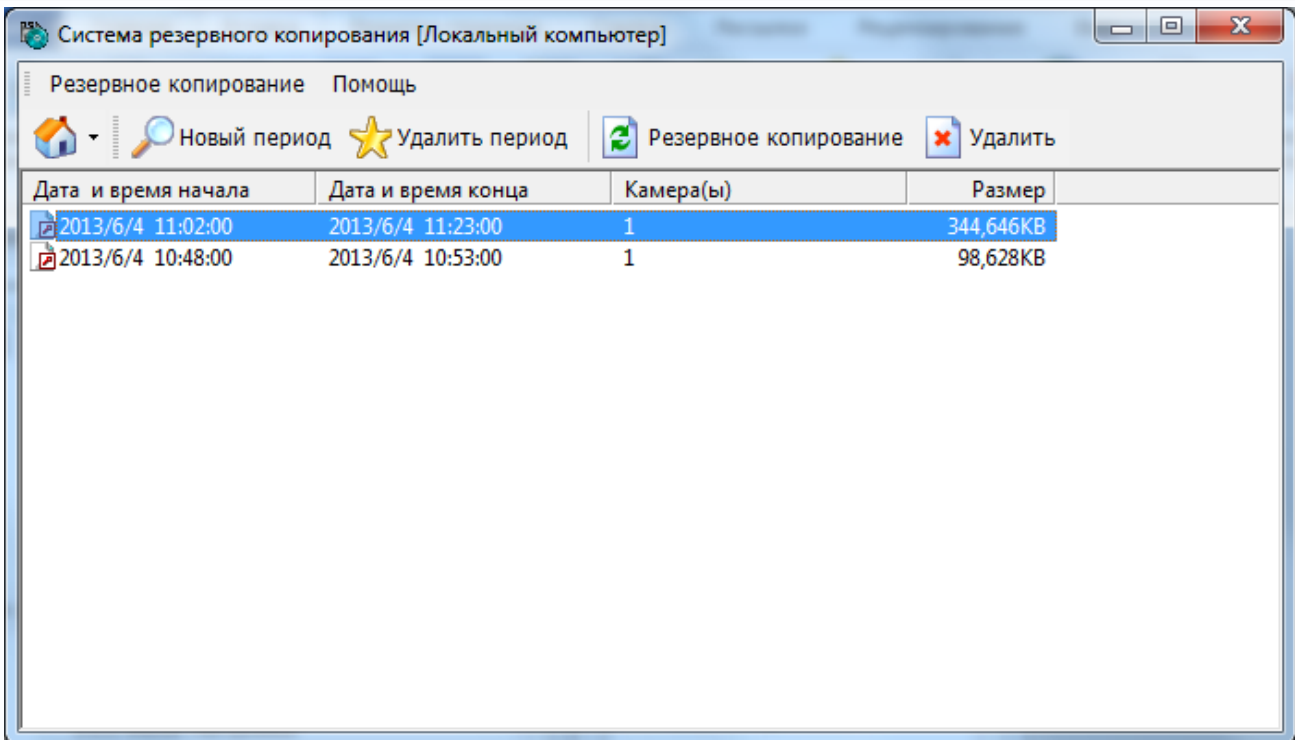 Система резервного копирования [Локальный компьютер]
Резервное копирование Помощь
Новый период Удалить период Резервное копирование Удалить
Дата и время начала Дата и время конца Камера(ы) Размер
2013/6/4 11:02:00 2013/6/4 11:23:00 1 344,646KB
2013/6/4 10:48:00 2013/6/4 10:53:00 1 98,628KB